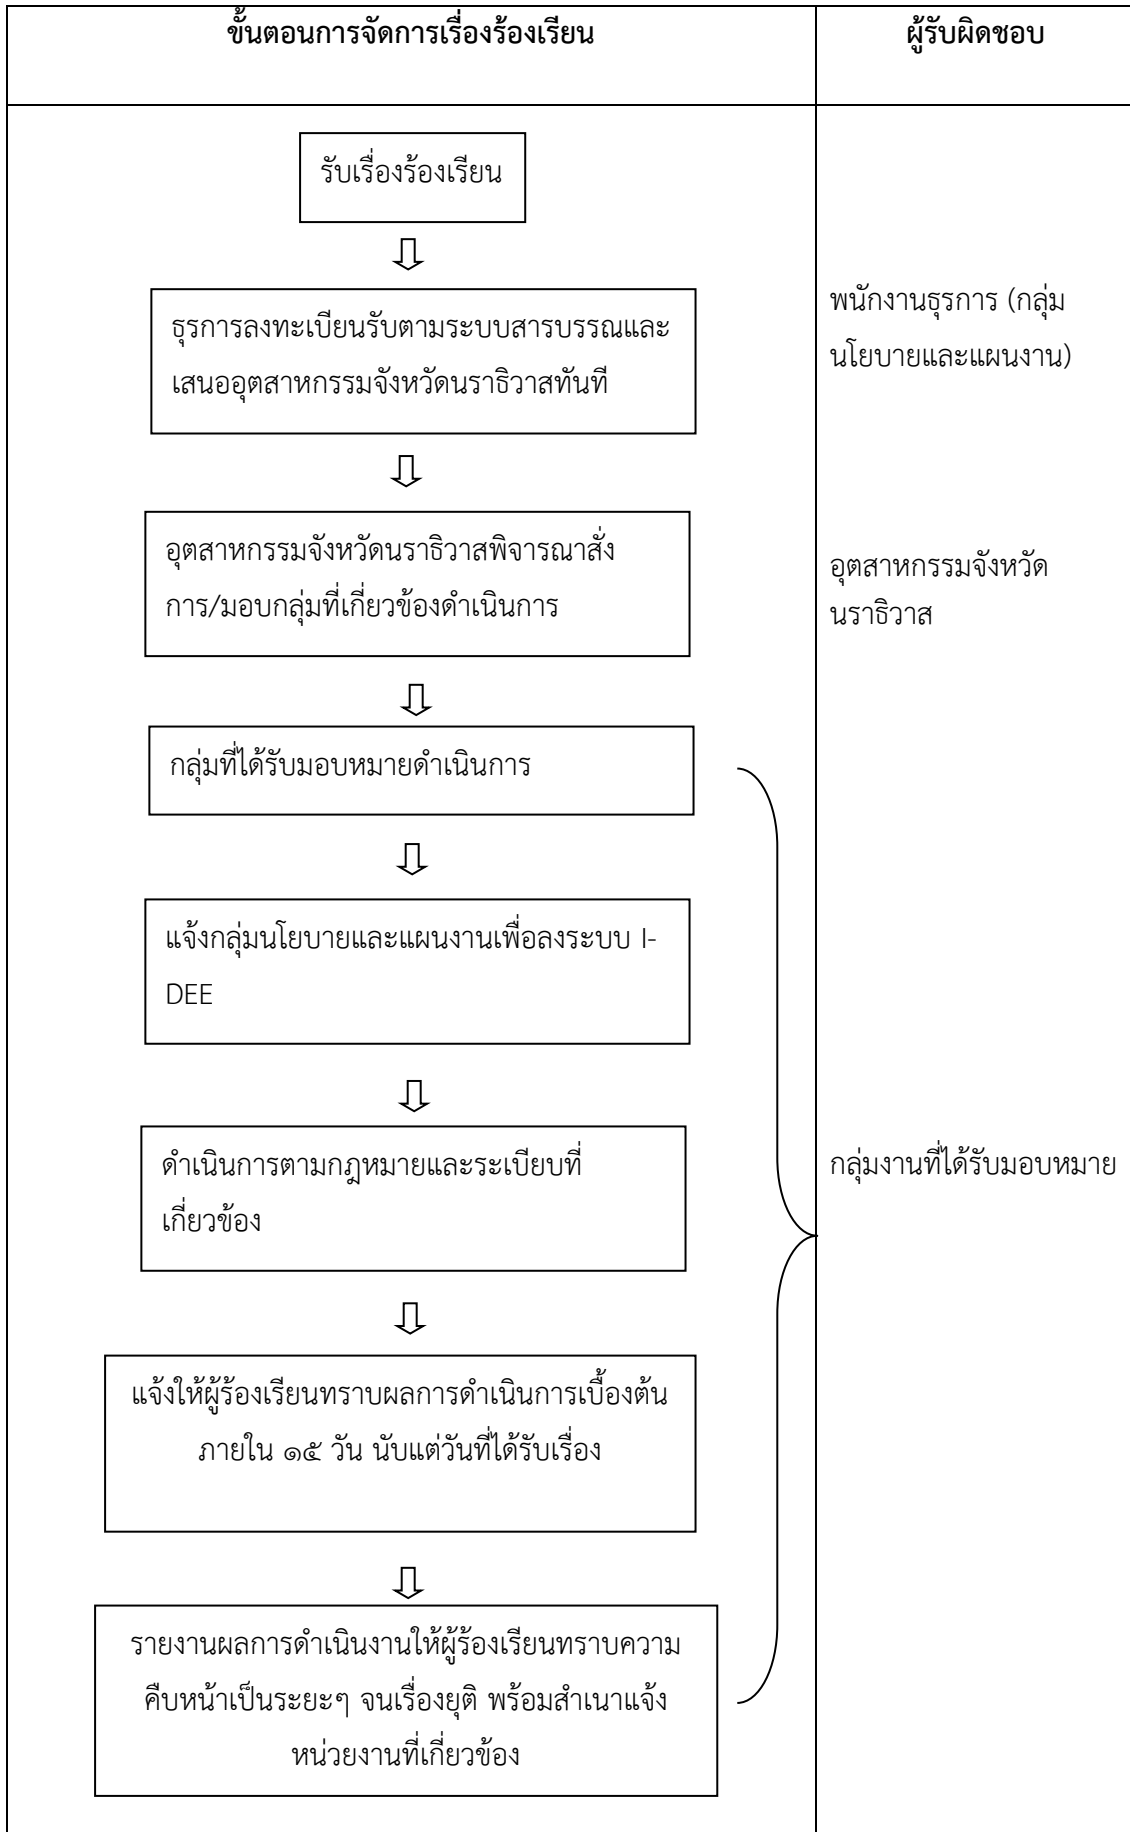 ขั้นตอนการจัดการเรื่องร้องเรียน
ผู้รับผิดชอบ
รับเรื่องร้องเรียน
ธุรการลงทะเบียนรับตามระบบสารบรรณและ
เสนออุตสาหกรรมจังหวัดนราธิวาสทันที
พนักงานธุรการ (กลุ่ม
นโยบายและแผนงาน)
อุตสาหกรรมจังหวัดนราธิวาสพิจารณาสั่ง
การ/มอบกลุ่มที่เกี่ยวข้องดำเนินการ
อุตสาหกรรมจังหวัด
นราธิวาส
กลุ่มที่ได้รับมอบหมายดำเนินการ
แจ้งกลุ่มนโยบายและแผนงานเพื่อลงระบบ I-
DEE
ดำเนินการตามกฎหมายและระเบียบที่
เกี่ยวข้อง
กลุ่มงานที่ได้รับมอบหมาย
แจ้งให้ผู้ร้องเรียนทราบผลการดำเนินการเบื้องต้น
ภายใน ๑๕ วัน นับแต่วันที่ได้รับเรื่อง
รายงานผลการดำเนินงานให้ผู้ร้องเรียนทราบความ
คืบหน้าเป็นระยะๆ จนเรื่องยุติ พร้อมสำเนาแจ้ง
หน่วยงานที่เกี่ยวข้อง